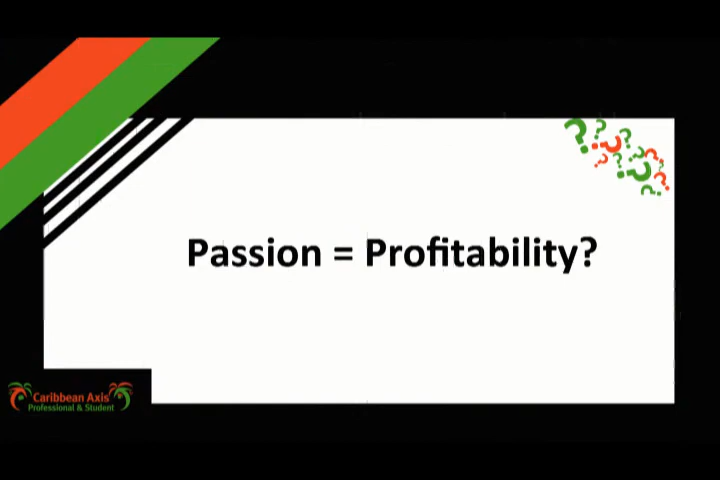 Passion = Profitability?
Caribbean Axis
Professional & Student